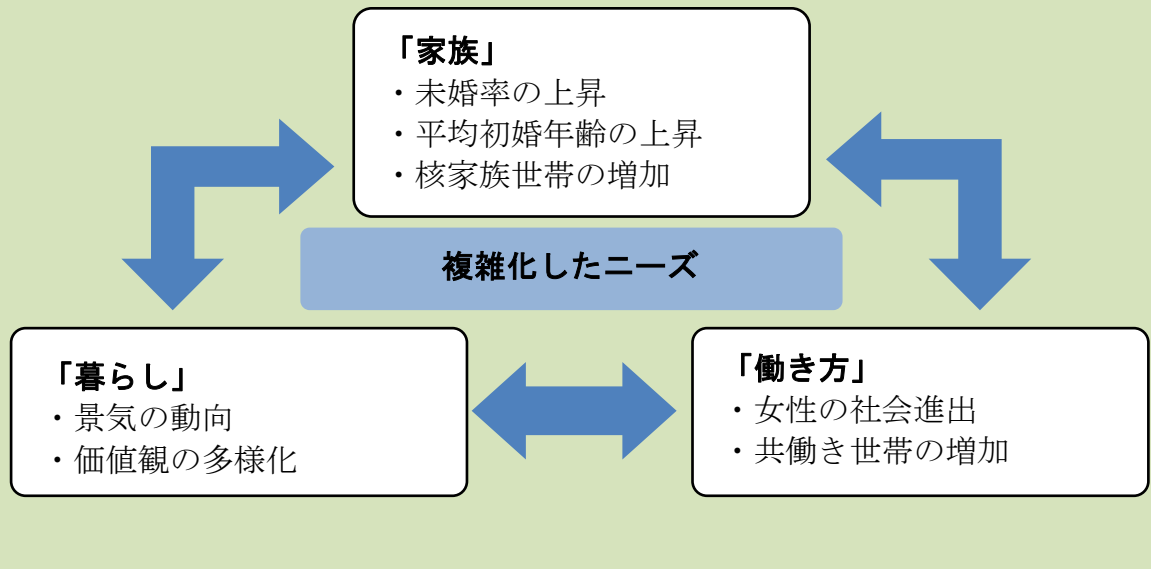 「家族」
・未婚率の上昇
・平均初婚年齢の上昇
・核家族世帯の増加
複雑化したニーズ
「暮らし」
・景気の動向
・価値観の多様化
「働き方」
・女性の社会進出
・共働き世帯の増加